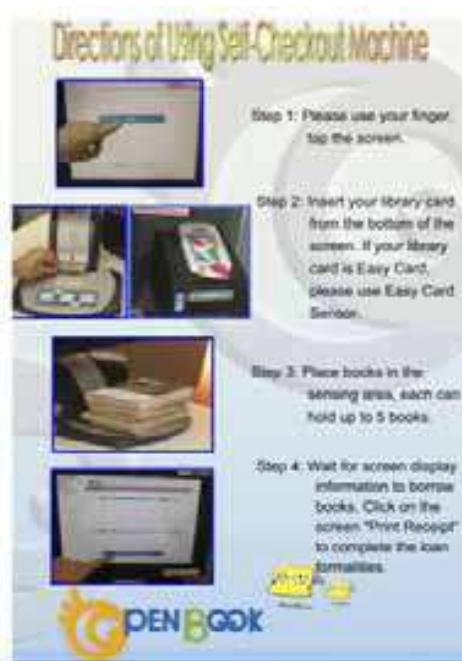 Directions of Using Self-Checkout Machine
Step 1: Please use your finger,
tap the screen.
Step 2: Insert your library card
from the bottom of the
screen. If your library
card is Easy Card,
please use Easy Card
Sensor.
Step 3: Place books in the
sensing area, each can
hold up to 5 books.
Step 4: Wait for screen display
information to borrow
books. Click on the
screen "Print Receipt"
to complete the loan
formalities.
OPENBOOK